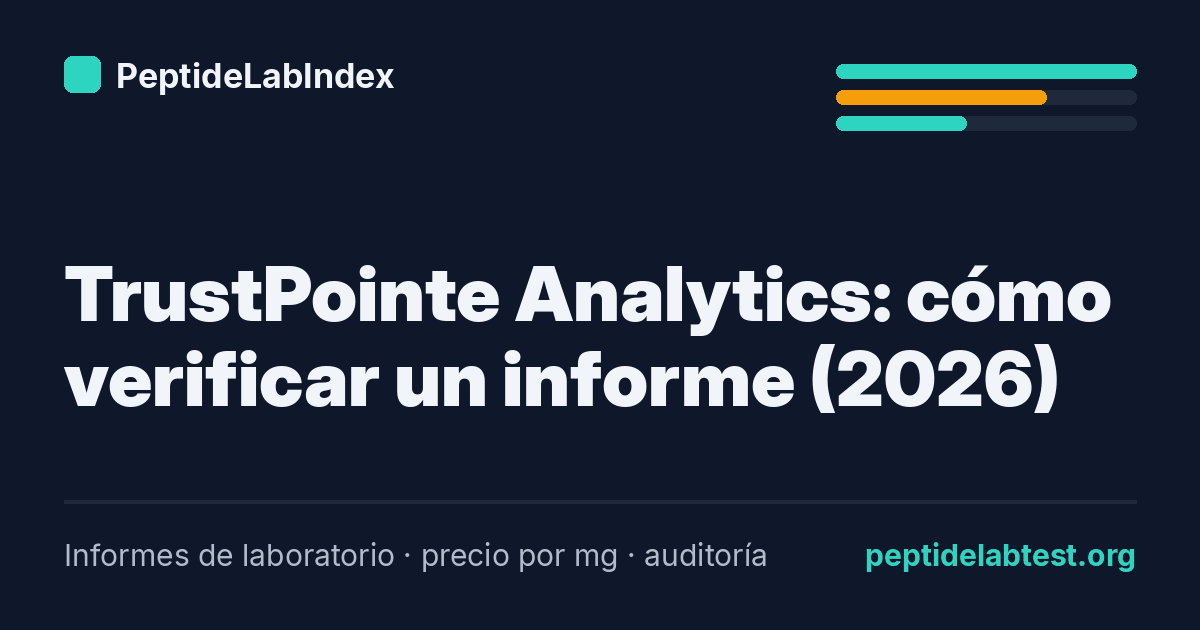 PeptideLabIndex
TrustPointe Analytics: cómo
verificar un informe (2026)
Informes de laboratorio · precio por mg · auditoría
peptidelabtest.org